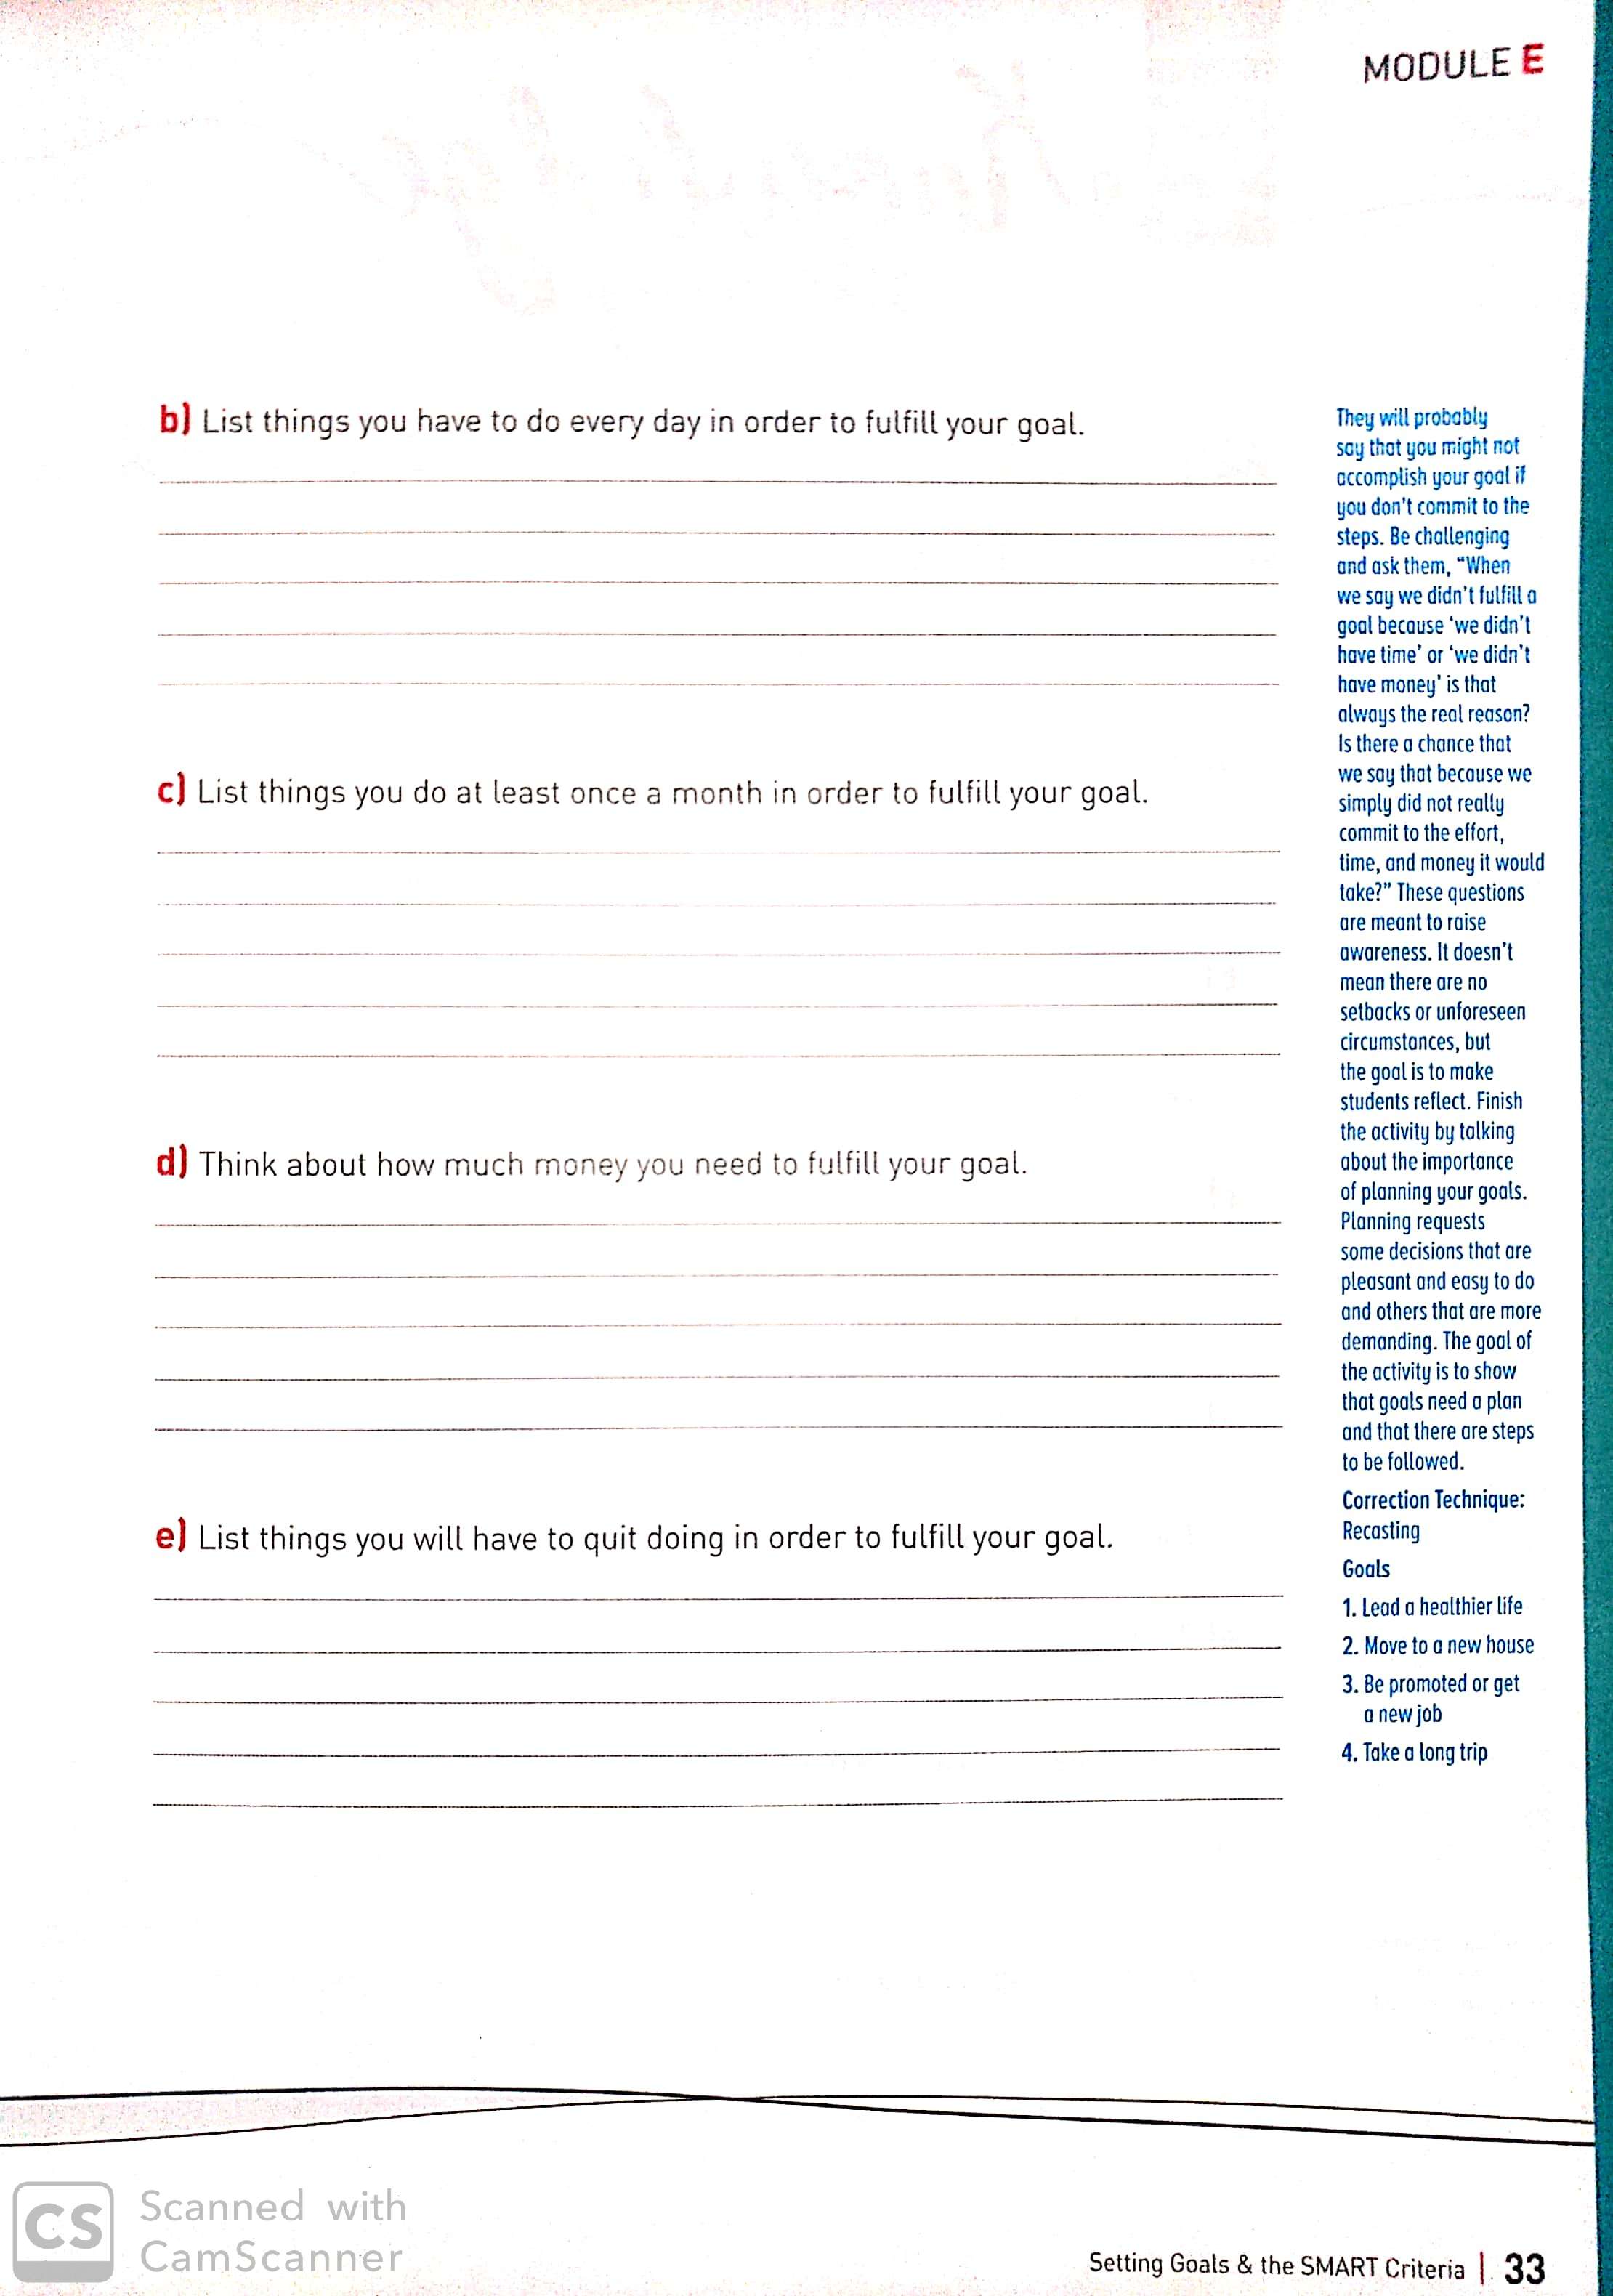 MODULE E
b) List things you have to do every day in order to fulfill your goal.
c) List things you do at least once a month in order to fulfill your goal.
d) Think about how much money you need to fulfill your goal.
e) List things you will have to quit doing in order to fulfill your goal.
They will probably
say that you might not
accomplish your goal if
you don't commit to the
steps. Be challenging
and ask them, “When
we say we didn't fulfill a
goal because ‘we didn't
have time’ or ‘we didn't
have money’ is that
always the real reason?
Is there a chance that
we say that because we
simply did not really
commit to the effort,
time, and money it would
take?” These questions
are meant to raise
awareness. It doesn't
mean there are no
setbacks or unforeseen
circumstances, but
the goal is to make
students reflect. Finish
the activity by talking
about the importance
of planning your goals.
Planning requests
some decisions that are
pleasant and easy to do
and others that are more
demanding. The goal of
the activity is to show
that goals need a plan
and that there are steps
to be followed.
Correction Technique:
Recasting
Goals
1. Lead a healthier life
2. Move to a new house
3. Be promoted or get
a new job
4. Take a long trip
CS
Scanned with
CamScanner
Setting Goals & the SMART Criteria | 33